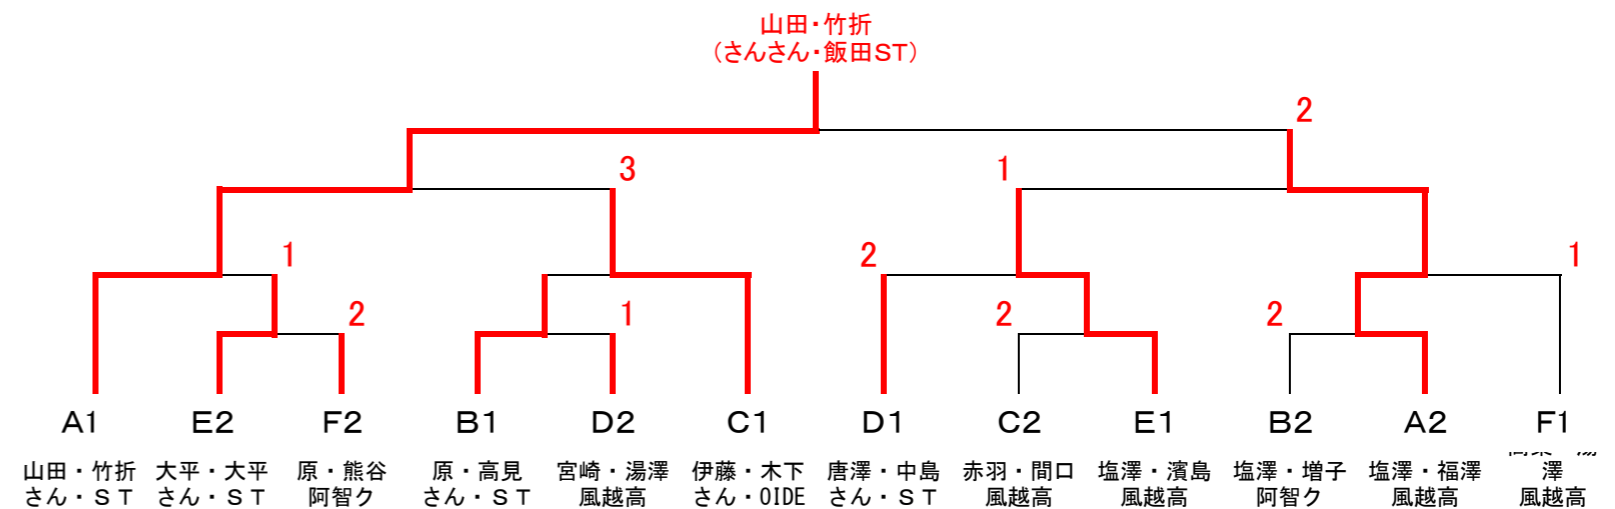 山田・竹折
（さんさん・飯田ST）
2
3
1
1
2
1
2
1
2
2
A1
E2
F2
B1
D2
C1
D1
C2
E1
B2
A2
F1
山田・竹折
さん・ST
大平・大平
さん・ST
原・熊谷
阿智ク
原・高見
さん・ST
宮崎・湯澤
風越高
伊藤・木下
さん・OIDE
唐澤・中島
さん・ST
赤羽・間口
風越高
塩澤・濱島
風越高
塩澤・増子
阿智ク
塩澤・福澤
風越高
澤
風越高